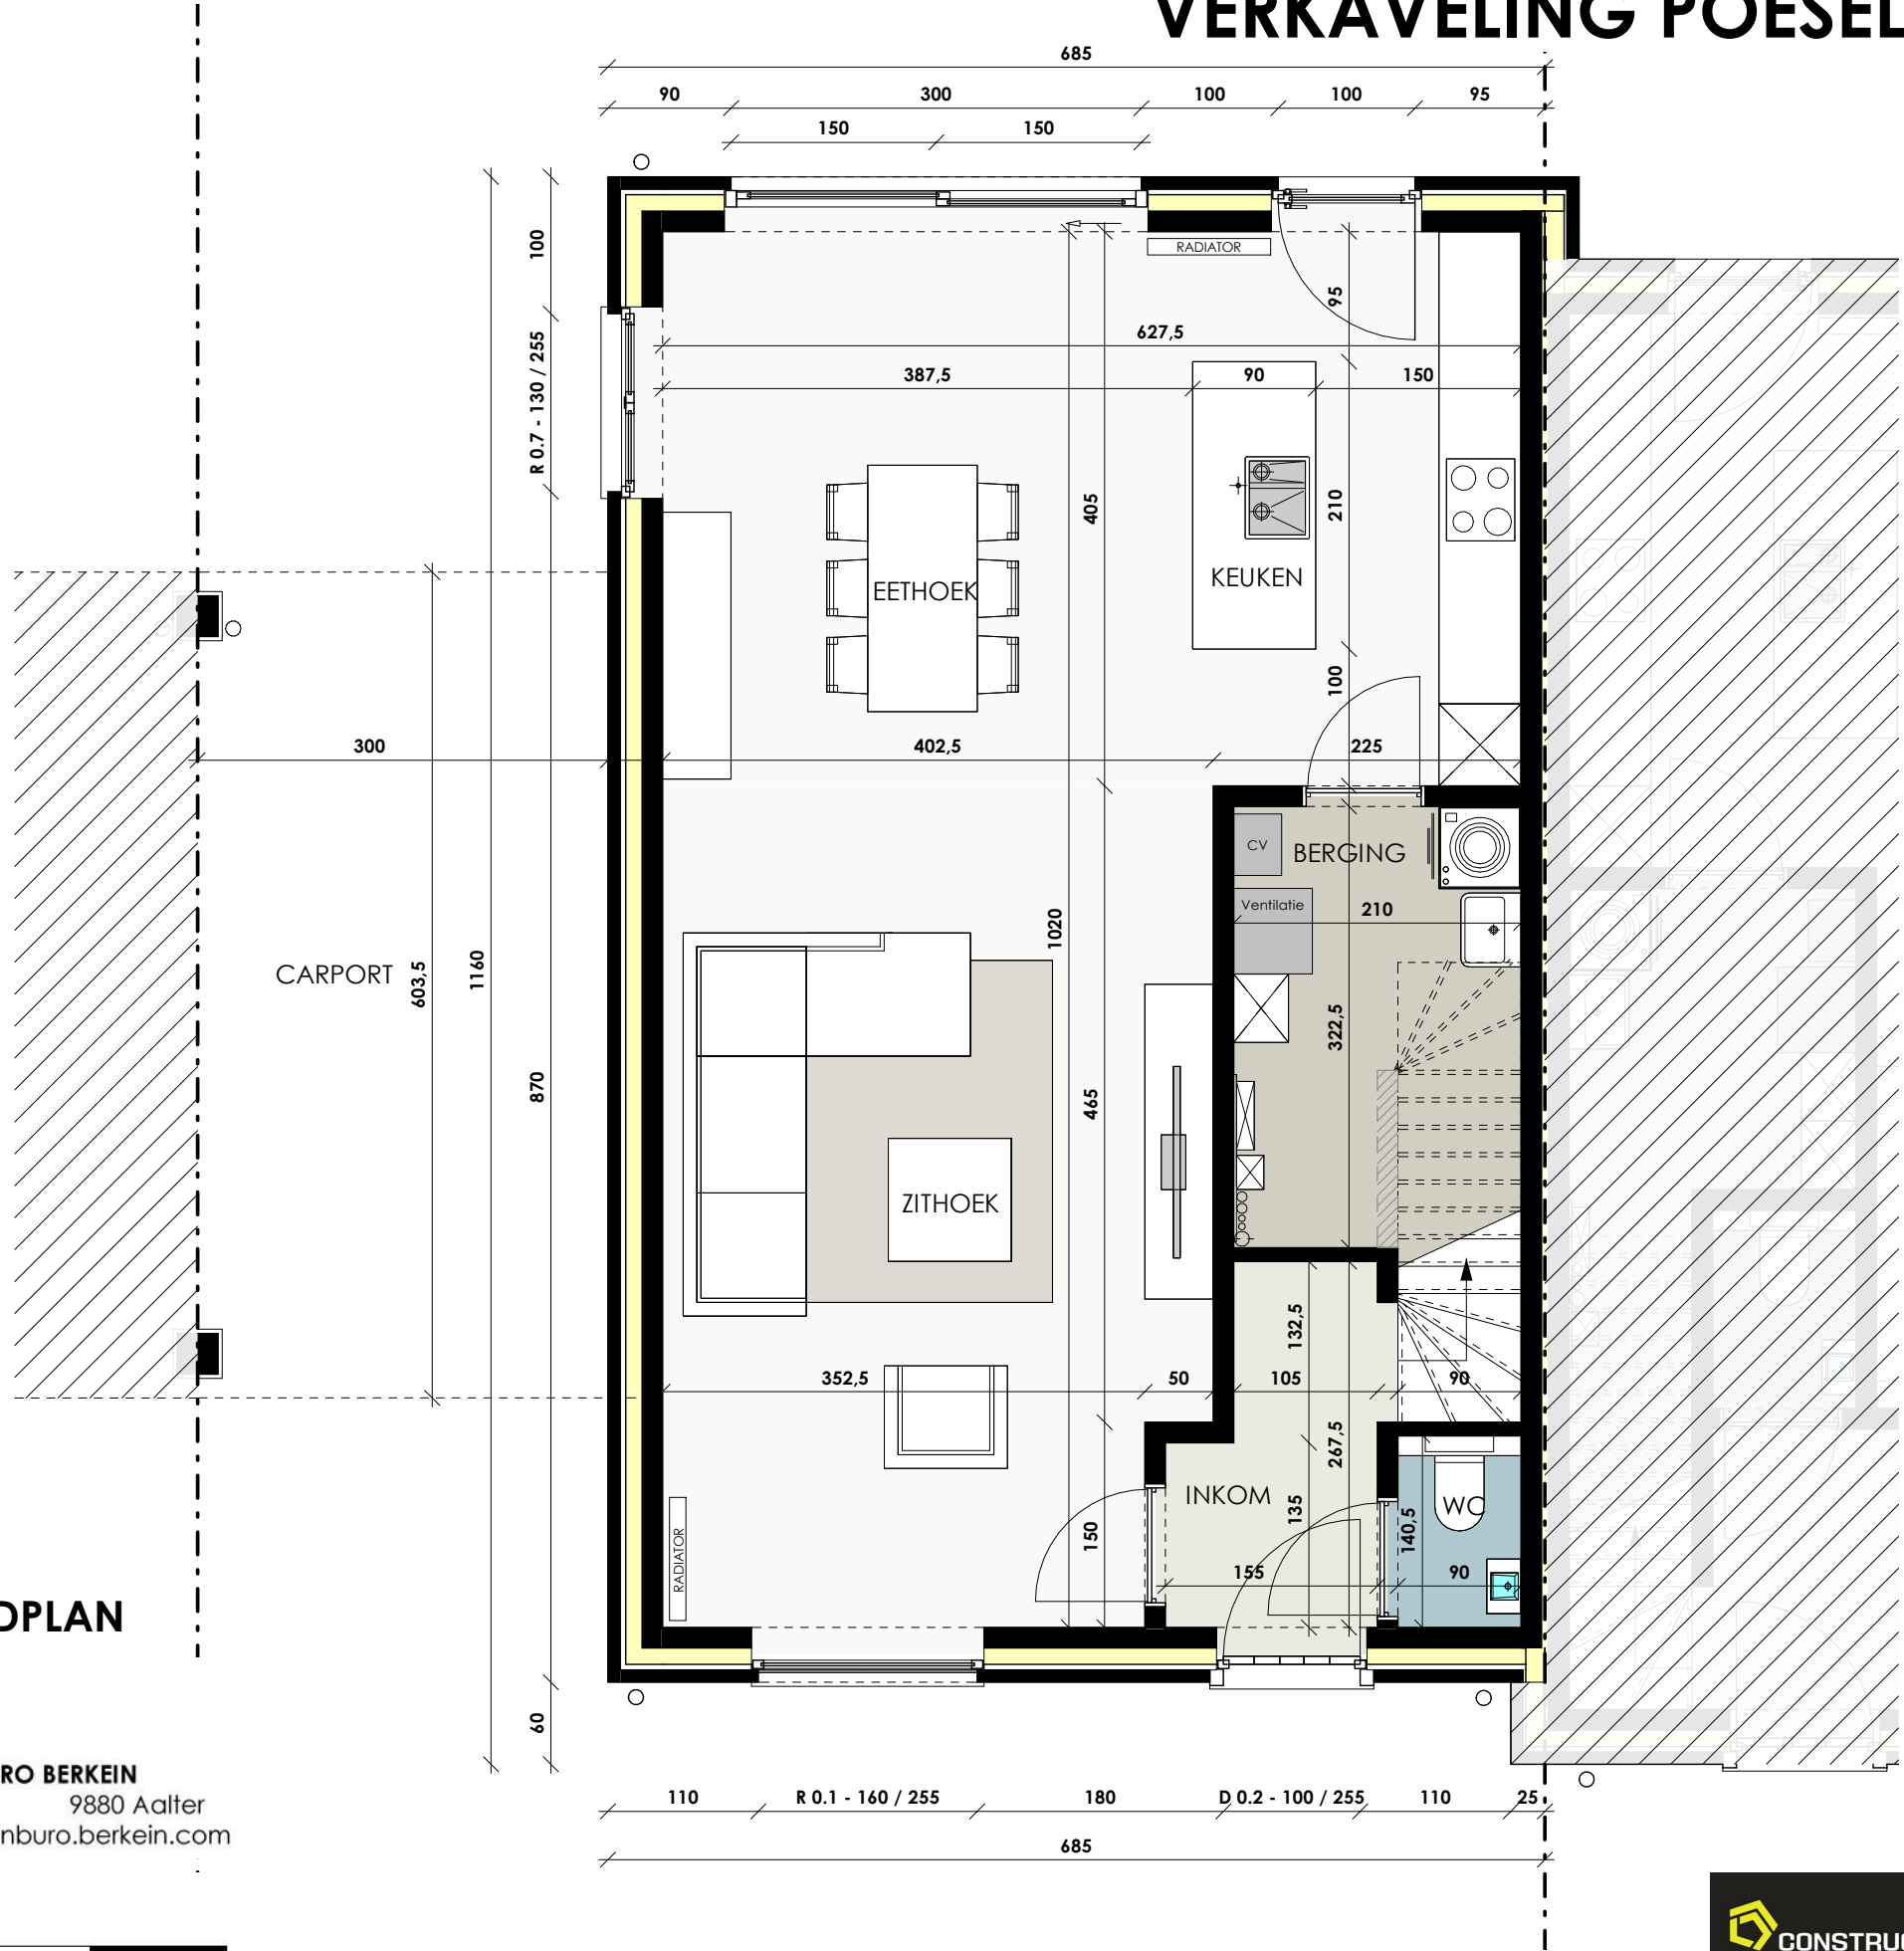 VERKAVELING POESEL
685
90 300 100 100 95
150 150
100
R 0.7 - 130 / 255
870
60
1160
603,5
300
CARPORT
RADIATOR
95
627,5
387,5 90 150
405
210
EETHOEK
KEUKEN
100
402,5 225
CV
BERGING
Ventilatie
210
1020
322,5
465
ZITHOEK
132,5
352,5 50 105 90
267,5
INKOM
135
WC
140,5
150
155 90
RADIATOR
DPLAN
RO BERKEIN
9880 Aalter
nburo.berkein.com
110 R 0.1 - 160 / 255 180 D 0.2 - 100 / 255 110 25
685
CONSTRU